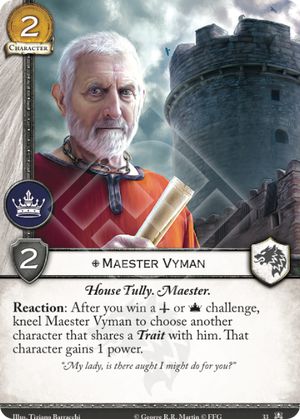 2
Character
2
Maester Vyman
House Tully. Maester.
Reaction: After you win a or challenge,
kneel Maester Vyman to choose another
character that shares a Trait with him. That
character gains 1 power.
"My lady, is there aught I might do for you?"
Illus. Tiziano Baracchi © George R.R. Martin © FFG 11